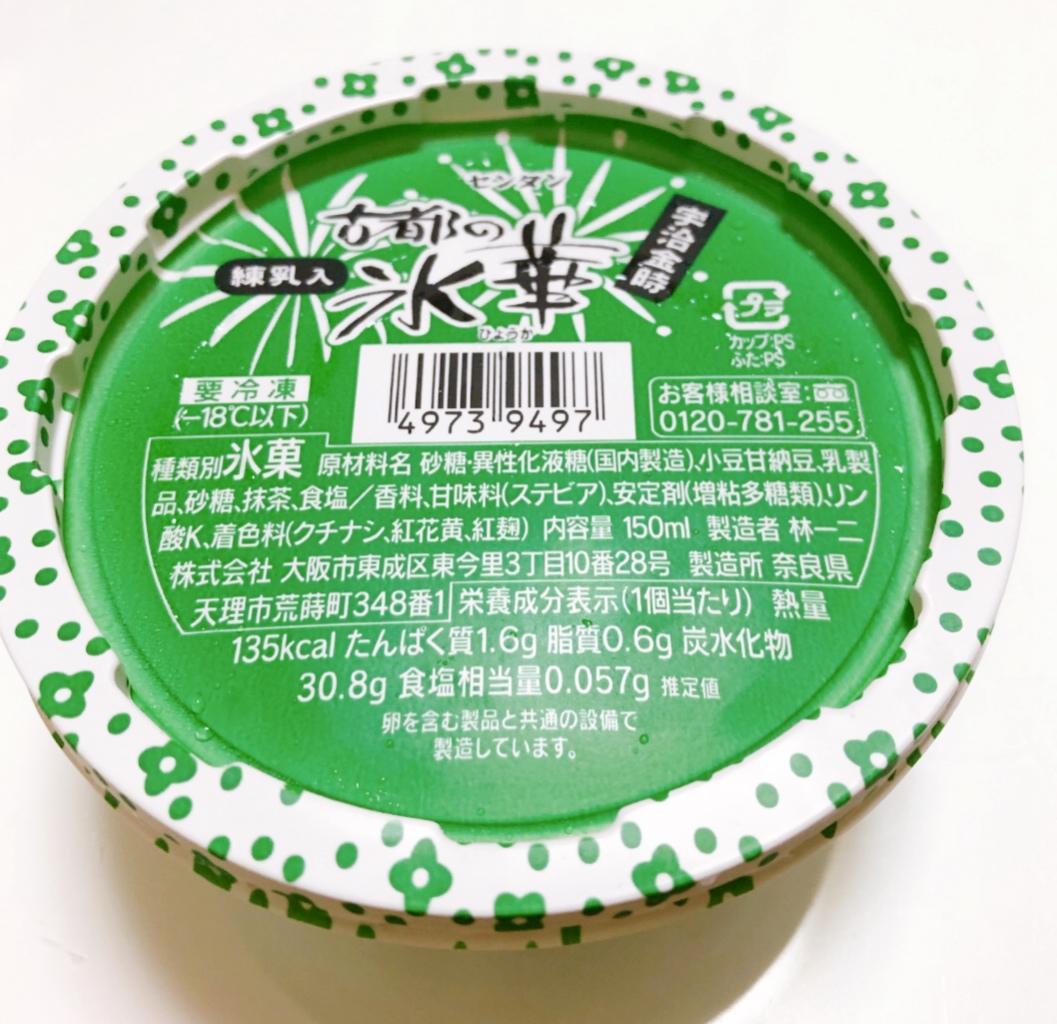 センタン
古都の
氷華
ひょうか
宇治金時
練乳入
プラ
カップ:PS
ふた:PS
要冷凍
(−18℃以下)
4973 9497
お客様相談室:
0120-781-255
種類別氷菓 原材料名 砂糖・異性化液糖(国内製造)、小豆甘納豆、乳製
品、砂糖、抹茶、食塩／香料、甘味料(ステビア)、安定剤(増粘多糖類)、リン
酸K、着色料(クチナシ、紅花黄、紅麹) 内容量 150ml 製造者 林一二
株式会社 大阪市東成区東今里3丁目10番28号 製造所 奈良県
天理市荒蒔町348番1 栄養成分表示(1個当たり) 熱量
135kcal たんぱく質1.6g 脂質0.6g 炭水化物
30.8g 食塩相当量0.057g 推定値
卵を含む製品と共通の設備で
製造しています。